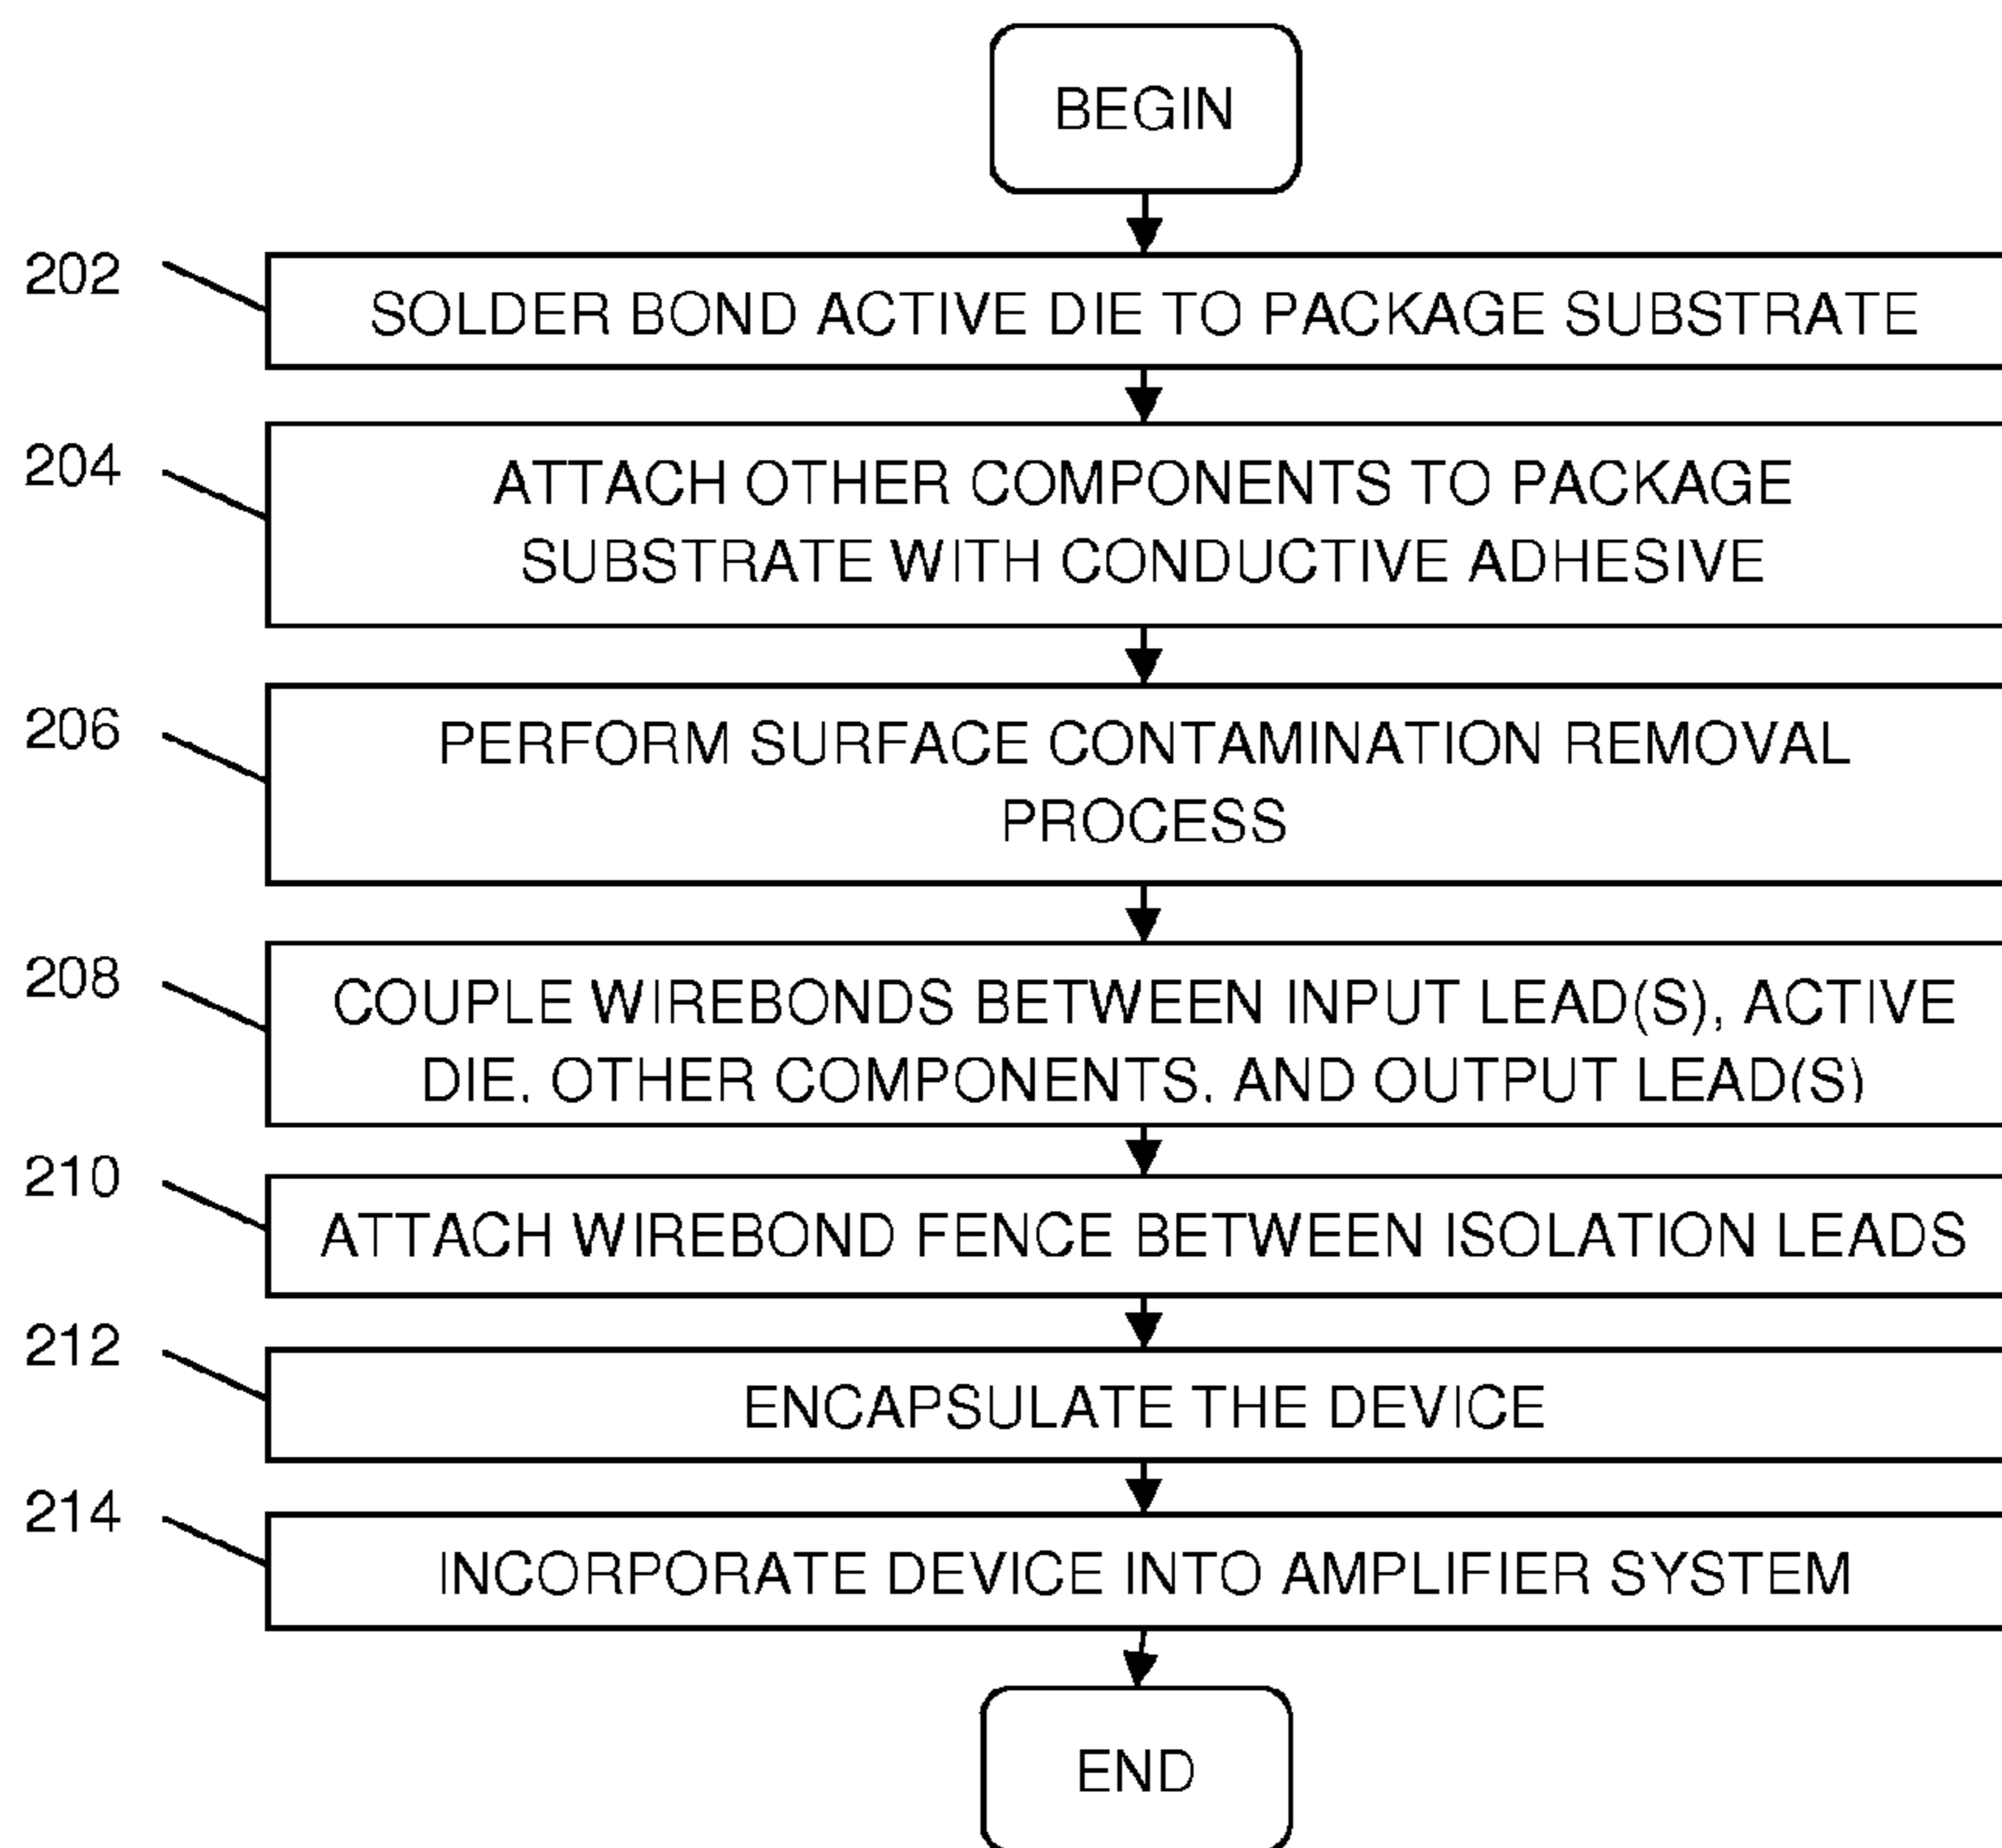 BEGIN
202
SOLDER BOND ACTIVE DIE TO PACKAGE SUBSTRATE
204
ATTACH OTHER COMPONENTS TO PACKAGE
SUBSTRATE WITH CONDUCTIVE ADHESIVE
206
PERFORM SURFACE CONTAMINATION REMOVAL
PROCESS
208
COUPLE WIREBONDS BETWEEN INPUT LEAD(S), ACTIVE
DIE, OTHER COMPONENTS, AND OUTPUT LEAD(S)
210
ATTACH WIREBOND FENCE BETWEEN ISOLATION LEADS
212
ENCAPSULATE THE DEVICE
214
INCORPORATE DEVICE INTO AMPLIFIER SYSTEM
END